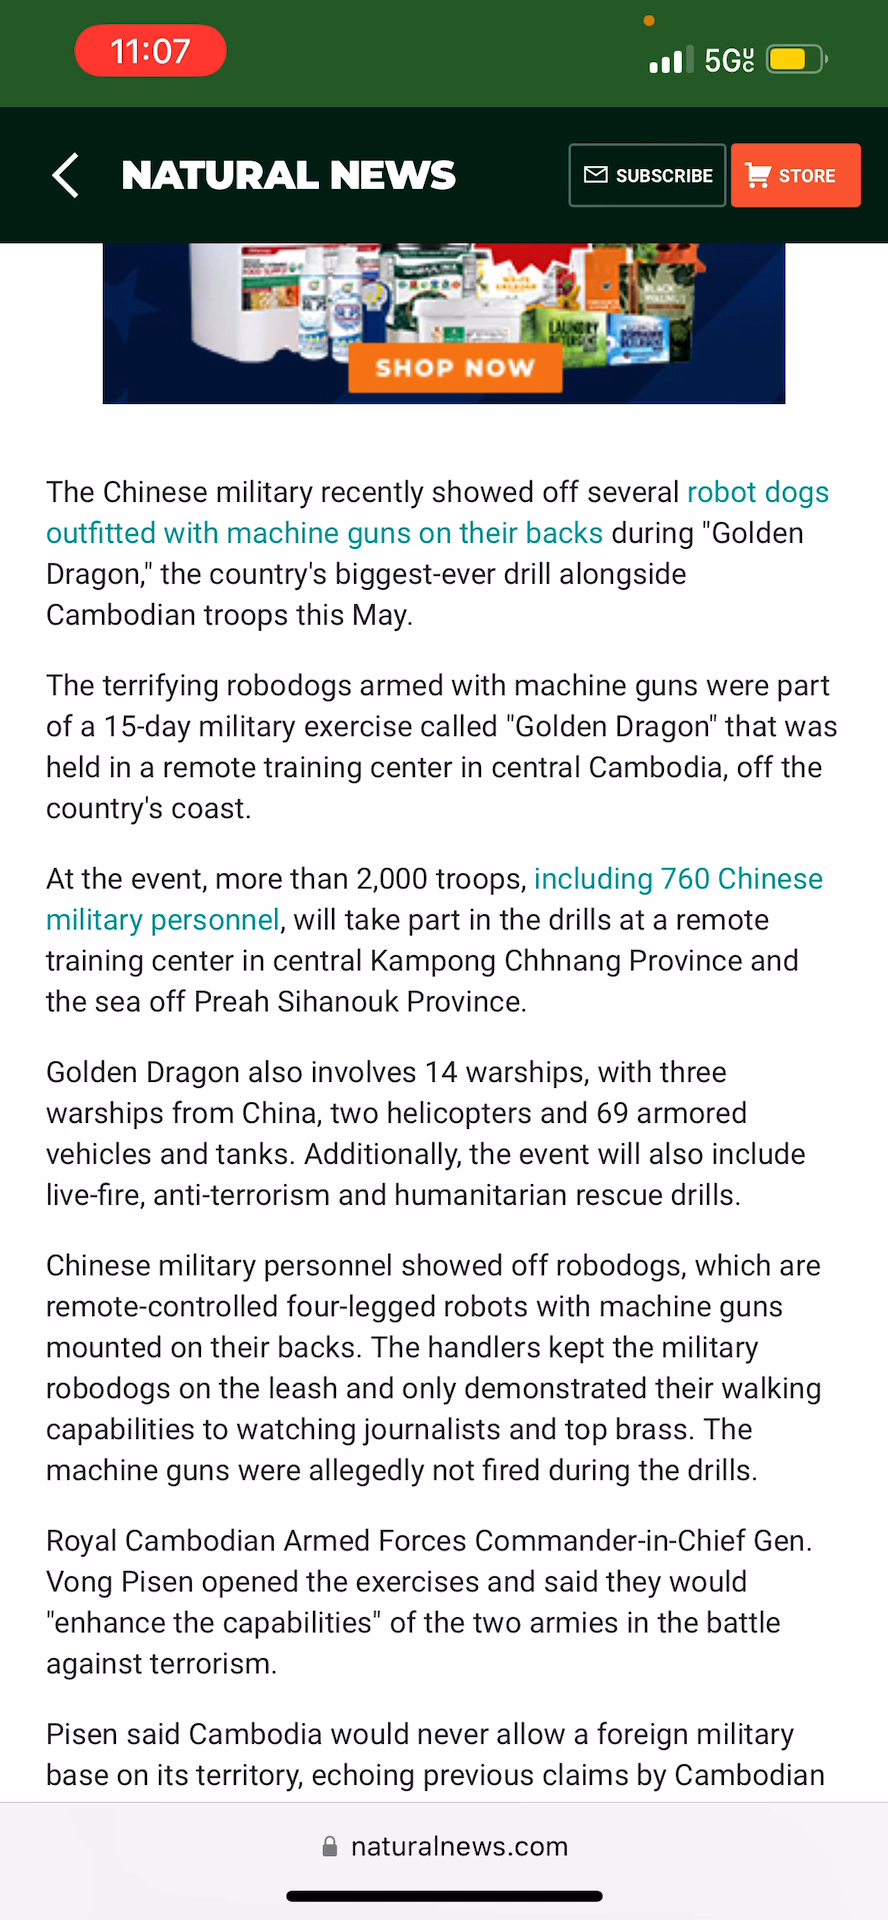 11:07
5G UC
NATURAL NEWS
SUBSCRIBE
STORE
BLACK
WALNUT
LAUNDRY
DETERGENT
SHOP NOW
The Chinese military recently showed off several robot dogs
outfitted with machine guns on their backs during "Golden
Dragon," the country's biggest-ever drill alongside
Cambodian troops this May.
The terrifying robodogs armed with machine guns were part
of a 15-day military exercise called "Golden Dragon" that was
held in a remote training center in central Cambodia, off the
country's coast.
At the event, more than 2,000 troops, including 760 Chinese
military personnel, will take part in the drills at a remote
training center in central Kampong Chhnang Province and
the sea off Preah Sihanouk Province.
Golden Dragon also involves 14 warships, with three
warships from China, two helicopters and 69 armored
vehicles and tanks. Additionally, the event will also include
live-fire, anti-terrorism and humanitarian rescue drills.
Chinese military personnel showed off robodogs, which are
remote-controlled four-legged robots with machine guns
mounted on their backs. The handlers kept the military
robodogs on the leash and only demonstrated their walking
capabilities to watching journalists and top brass. The
machine guns were allegedly not fired during the drills.
Royal Cambodian Armed Forces Commander-in-Chief Gen.
Vong Pisen opened the exercises and said they would
"enhance the capabilities" of the two armies in the battle
against terrorism.
Pisen said Cambodia would never allow a foreign military
base on its territory, echoing previous claims by Cambodian
naturalnews.com